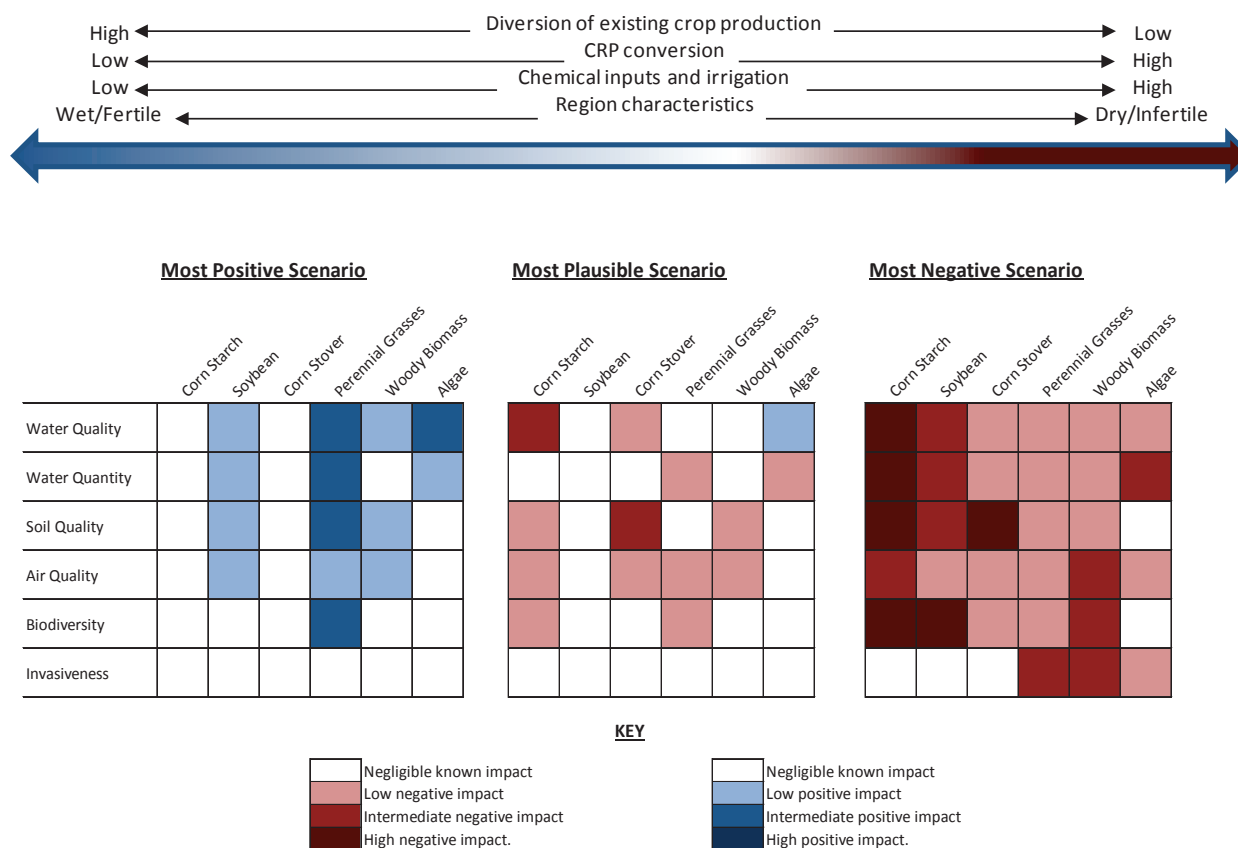 High Diversion of existing crop production Low
Low CRP conversion High
Low Chemical inputs and irrigation High
Wet/Fertile Region characteristics Dry/Infertile
Most Positive Scenario Most Plausible Scenario Most Negative Scenario
Corn Starch Soybean Corn Stover Perennial Grasses Woody Biomass Algae Corn Starch Soybean Corn Stover Perennial Grasses Woody Biomass Algae Corn Starch Soybean Corn Stover Perennial Grasses Woody Biomass Algae
Water Quality
Water Quantity
Soil Quality
Air Quality
Biodiversity
Invasiveness
KEY
Negligible known impact Negligible known impact
Low negative impact Low positive impact
Intermediate negative impact Intermediate positive impact
High negative impact. High positive impact.